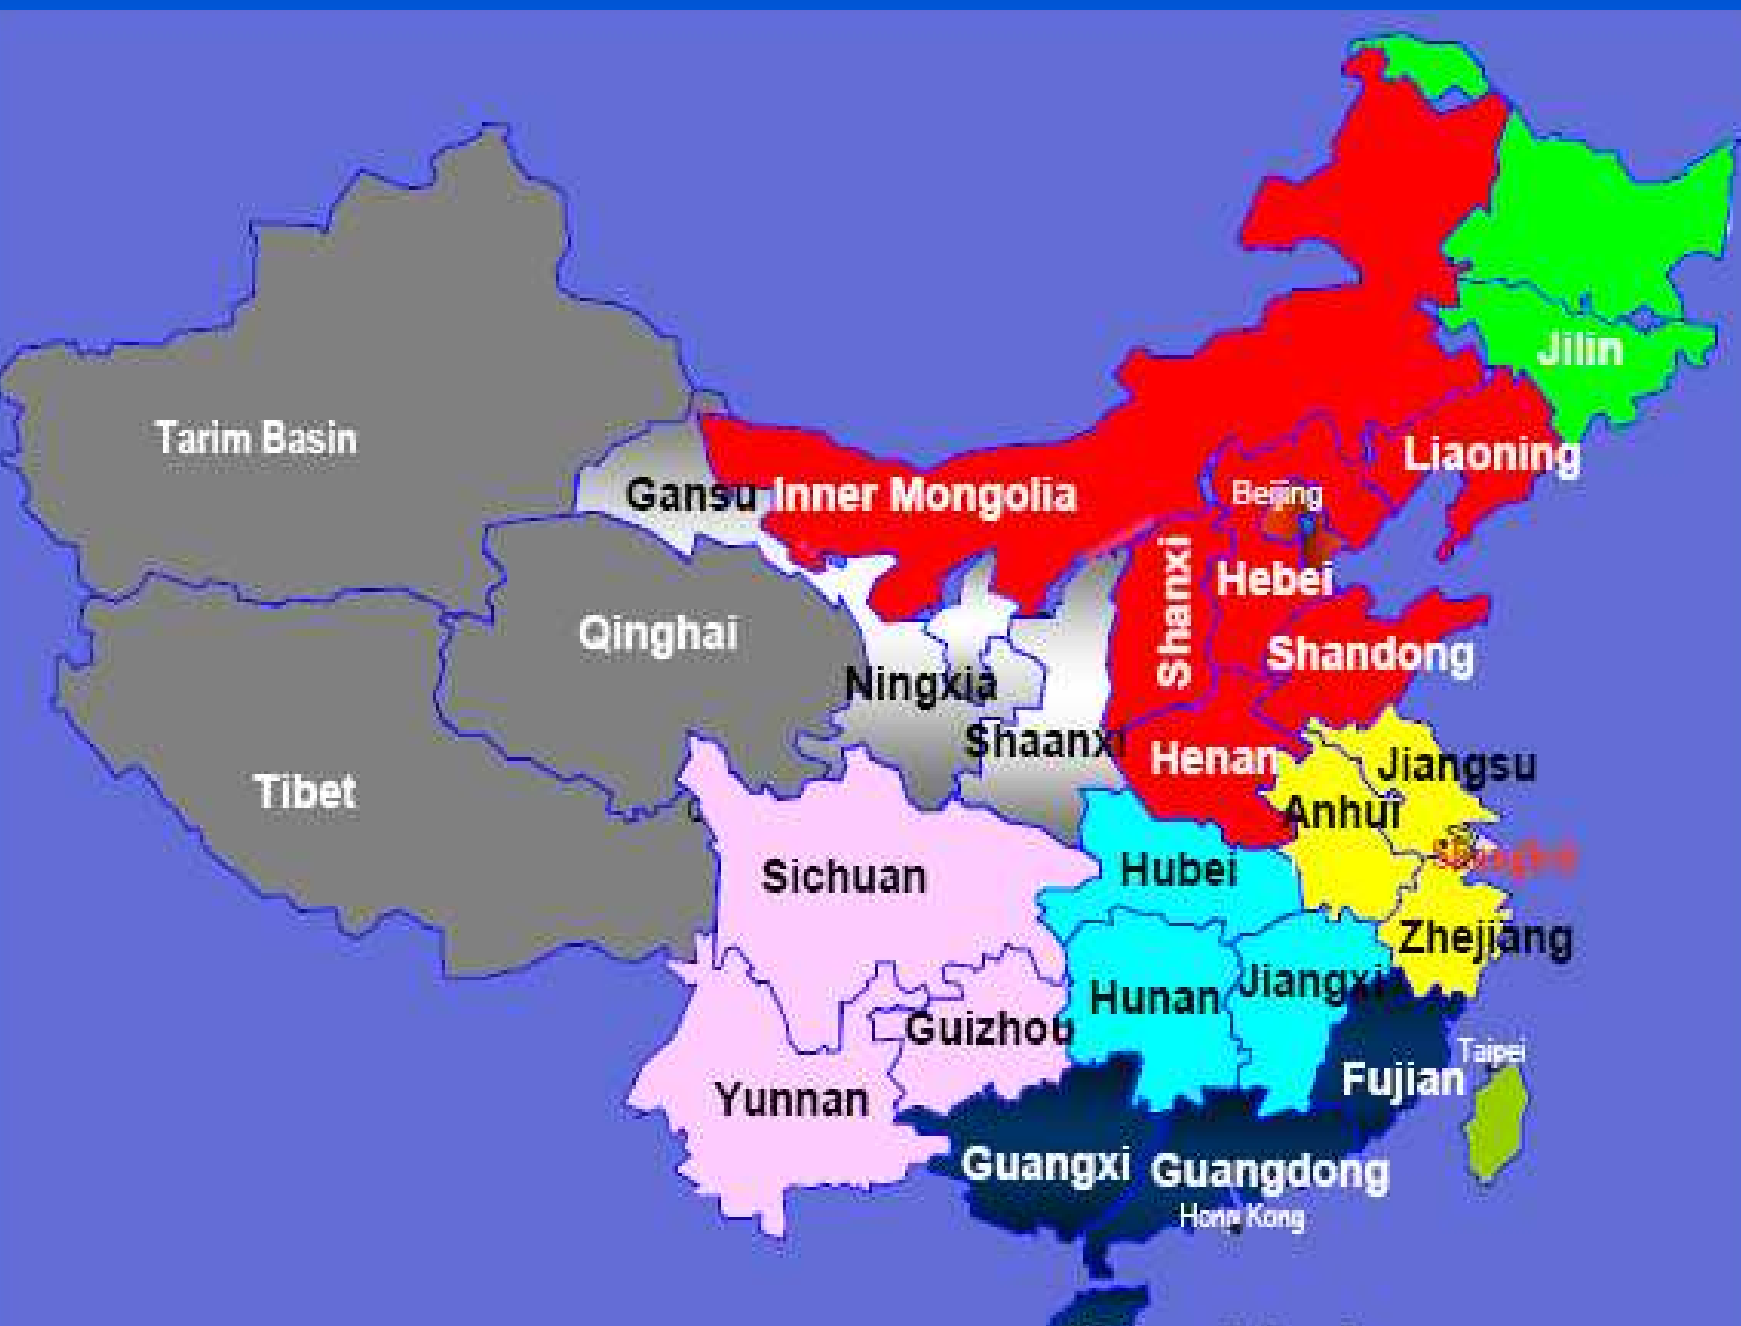 Jilin
Tarim Basin
Liaoning
Gansu
Inner Mongolia
Beijing
Shanxi
Hebei
Qinghai
Shandong
Ningxia
Shaanxi
Henan
Jiangsu
Tibet
Anhui
Shanghai
Hubei
Sichuan
Zhejiang
Jiangxi
Hunan
Guizhou
Taipei
Fujian
Yunnan
Guangxi
Guangdong
Hong Kong